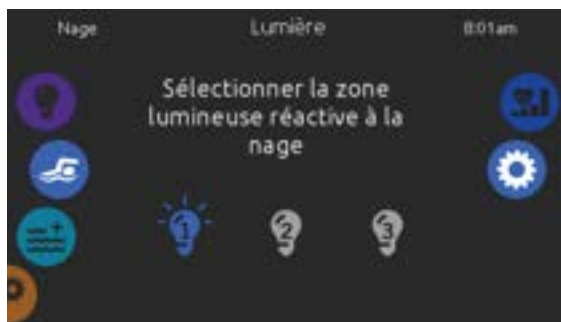 Nage Lumière 8:01am
Sélectionner la zone
lumineuse réactive à la
nage
1 2 3